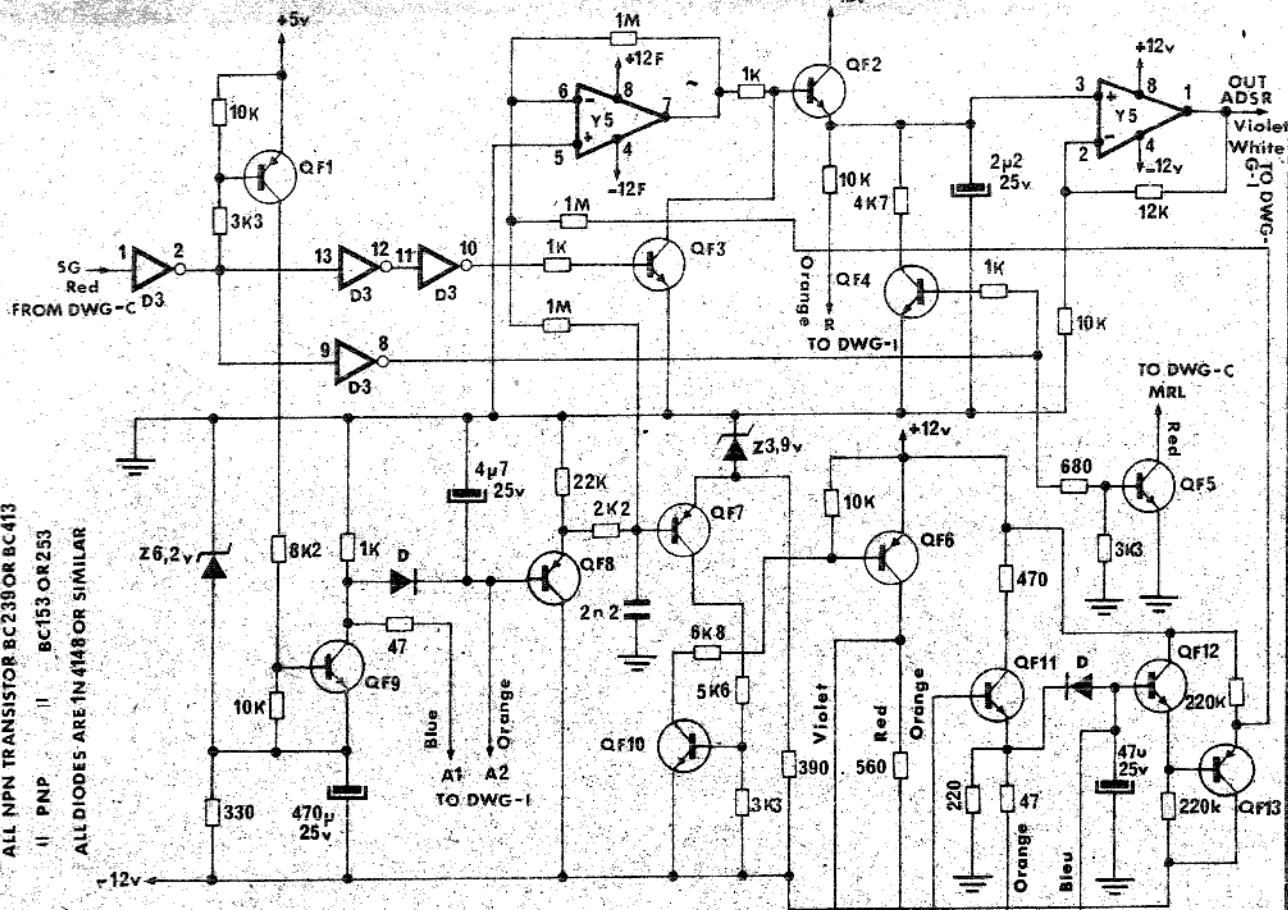 +5v
1M
+12F
6
8
7
Y5
5
4
-12F
1K
QF2
+12v
3
8
1
Y5
2
4
-12v
OUT
ADSR
Violet
White
TO DWG-
G-I
12K
10K
QF1
3K3
10K
4K7
2µ2
25v
1M
1
2
SG
Red
FROM DWG-C
D3
13
12
11
10
D3
D3
1K
QF3
Orange
R
TO DWG-I
QF4
1K
10K
1M
9
8
D3
TO DWG-C
MRL
Red
Z3,9v
+12v
680
QF5
3K3
4µ7
25v
22K
2K2
QF7
10K
QF6
470
Z6,2v
8K2
1K
D
QF8
2n2
47
QF9
10K
Blue
Orange
A1
A2
TO DWG-I
6K8
5K6
QF10
3K3
390
Violet
Red
Orange
560
QF11
D
QF12
220K
220
47
Orange
47u
25v
Bleu
220k
QF13
330
470µ
25v
-12v
ALL NPN TRANSISTOR BC239 OR BC413
II PNP II BC153 OR 253
ALL DIODES ARE 1N4148 OR SIMILAR